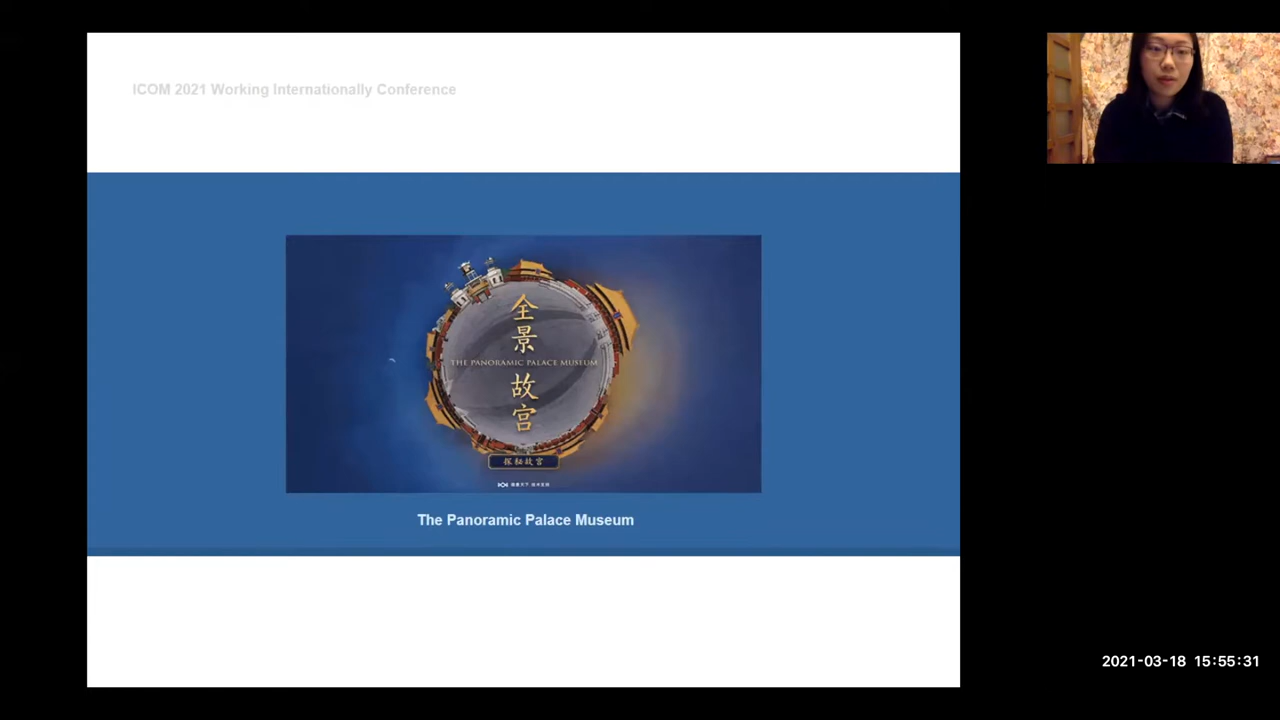 ICOM 2021 Working Internationally Conference
全
景
THE PANORAMIC PALACE MUSEUM
故
宫
探秘故宫
The Panoramic Palace Museum
2021-03-18 15:55:31